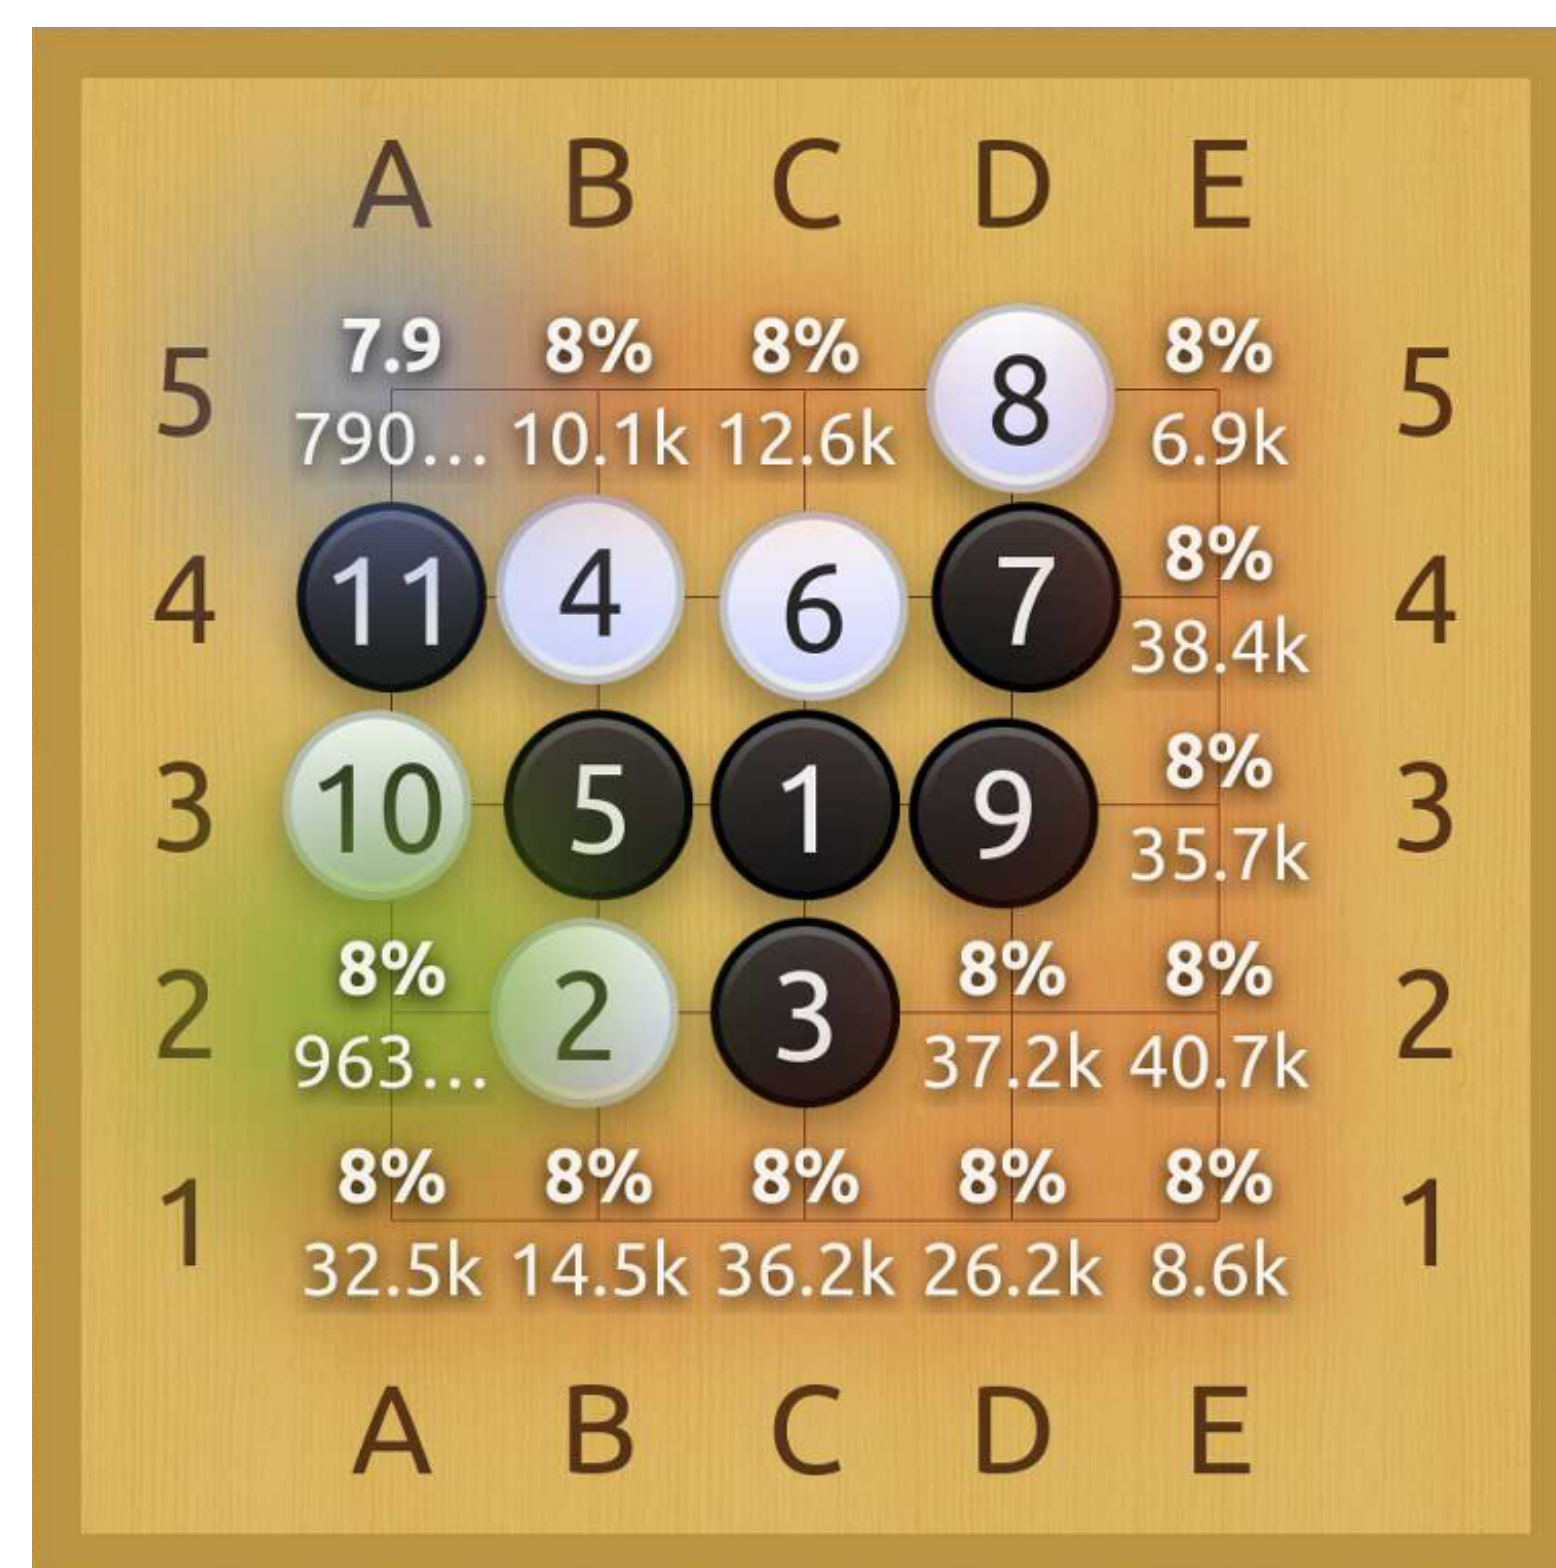 A B C D E
5 7.9 8% 8% 8 8% 5
790... 10.1k 12.6k 6.9k
4 11 4 6 7 8% 4
38.4k
3 10 5 1 9 8% 3
35.7k
2 8% 2 3 8% 8% 2
963... 37.2k 40.7k
1 8% 8% 8% 8% 8% 1
32.5k 14.5k 36.2k 26.2k 8.6k
A B C D E